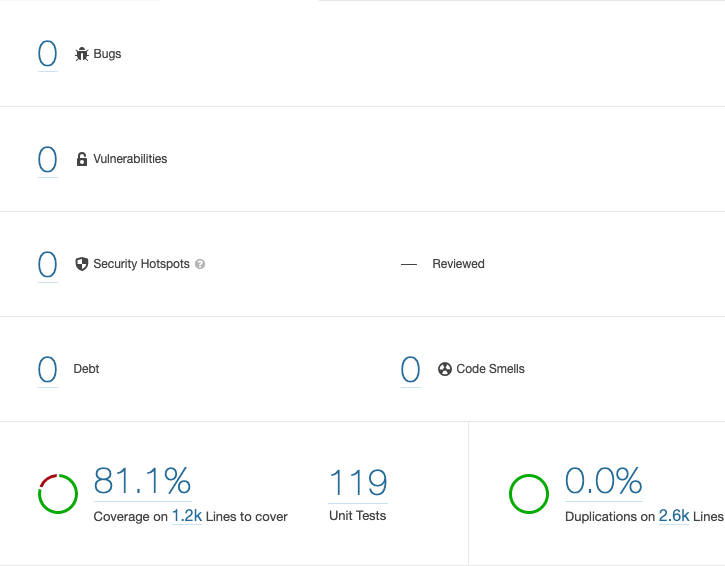 0 Bugs
0 Vulnerabilities
0 Security Hotspots ? — Reviewed
0 Debt 0 Code Smells
81.1% 119 0.0%
Coverage on 1.2k Lines to cover Unit Tests Duplications on 2.6k Lines